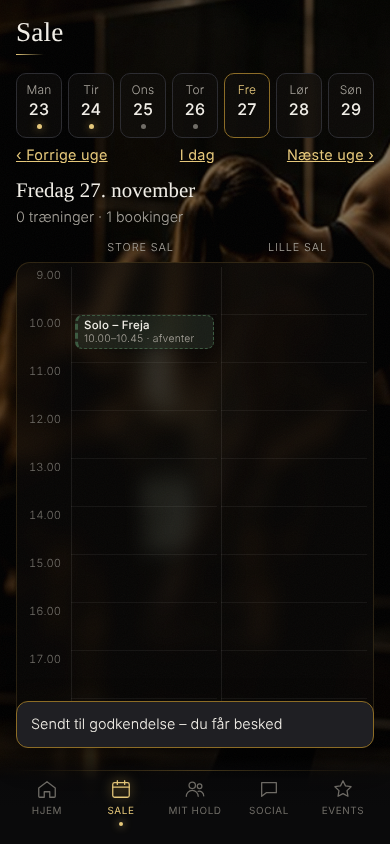 Sale
Man Tir Ons Tor Fre Lør Søn
23 24 25 26 27 28 29
‹ Forrige uge I dag Næste uge ›
Fredag 27. november
0 træninger · 1 bookinger
STORE SAL LILLE SAL
9.00
10.00
Solo – Freja
10.00–10.45 · afventer
11.00
12.00
13.00
14.00
15.00
16.00
17.00
Sendt til godkendelse – du får besked
HJEM SALE MIT HOLD SOCIAL EVENTS